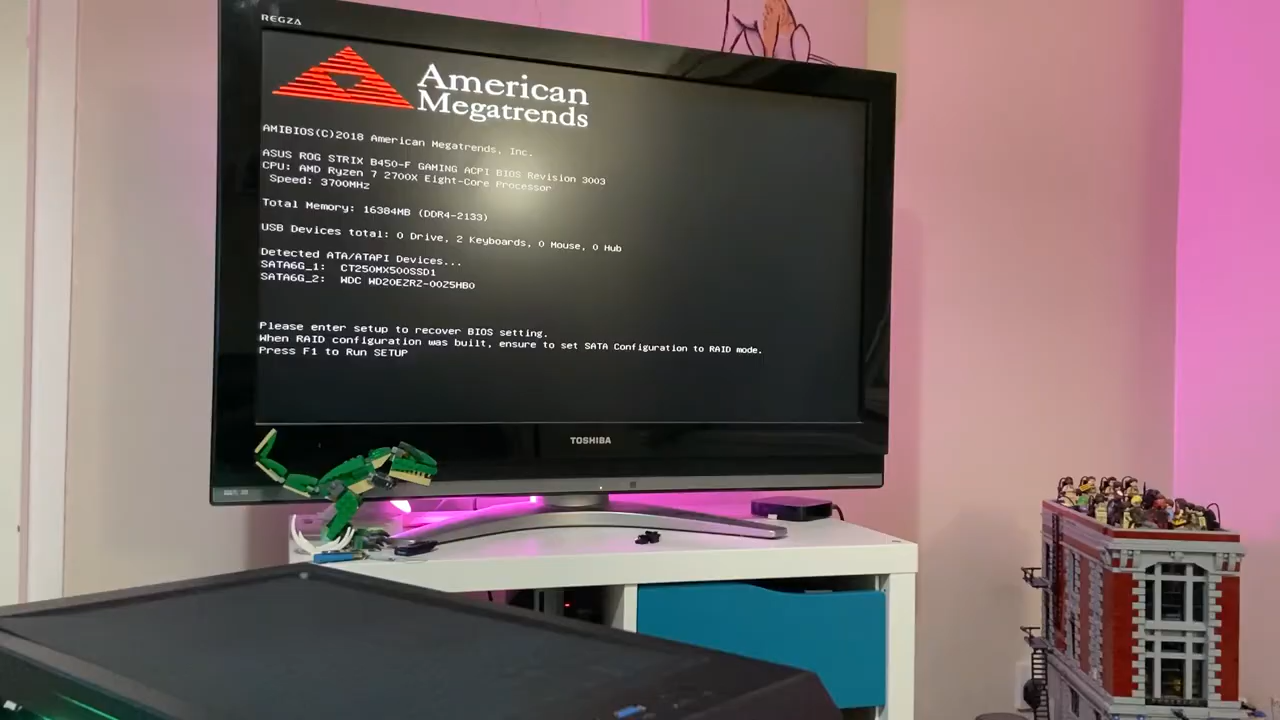 REGZA
American
Megatrends
AMIBIOS(C)2018 American Megatrends, Inc.
ASUS ROG STRIX B450-F GAMING ACPI BIOS Revision 3003
CPU: AMD Ryzen 7 2700X Eight-Core Processor
Speed: 3700MHz
Total Memory: 16384MB (DDR4-2133)
USB Devices total: 0 Drive, 2 Keyboards, 0 Mouse, 0 Hub
Detected ATA/ATAPI Devices...
SATA6G_1: CT250MX500SSD1
SATA6G_2: WDC WD20EZRZ-00Z5HB0
Please enter setup to recover BIOS setting.
When RAID configuration was built, ensure to set SATA Configuration to RAID mode.
Press F1 to Run SETUP
TOSHIBA